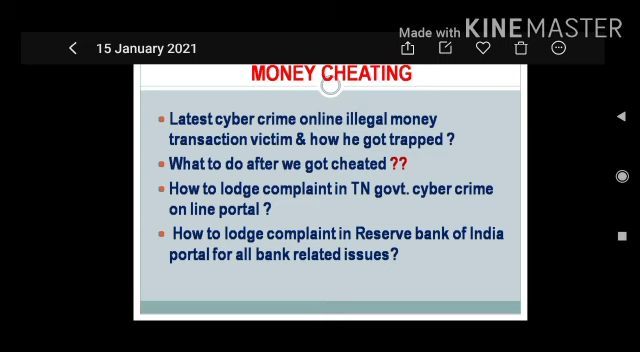 Made with KINEMASTER
15 January 2021
MONEY CHEATING
Latest cyber crime online illegal money
transaction victim & how he got trapped ?
What to do after we got cheated ??
How to lodge complaint in TN govt. cyber crime
on line portal ?
How to lodge complaint in Reserve bank of India
portal for all bank related issues?